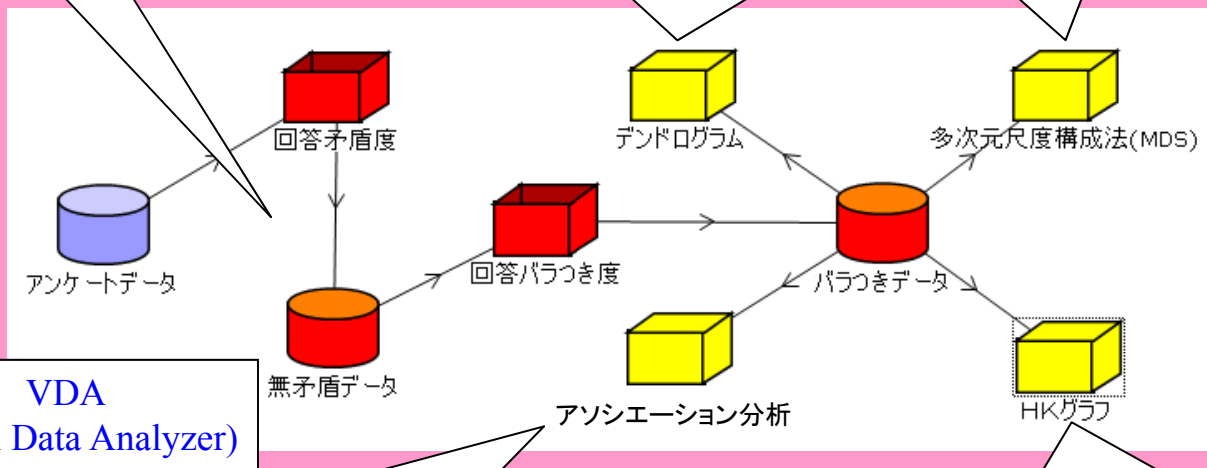 回答矛盾度
デンドログラム
多次元尺度構成法(MDS)
アンケートデータ
回答バラつき度
バラつきデータ
無矛盾データ
アソシエーション分析
HKグラフ
VDA
Data Analyzer)